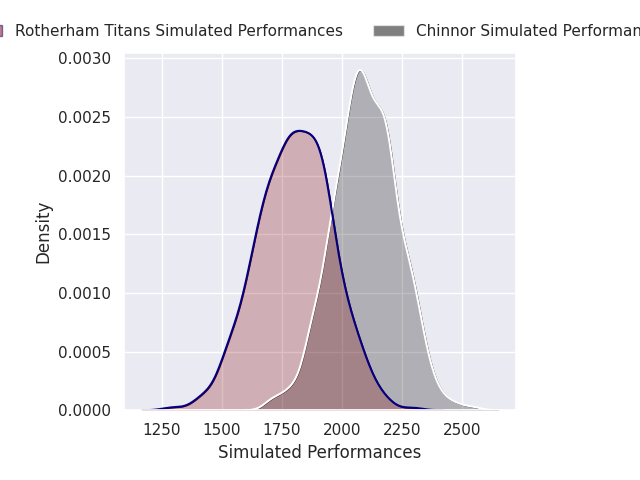 Rotherham Titans Simulated Performances Chinnor Simulated
0.0030
0.0025
0.0020
0.0015
0.0010
0.0005
0.0000
Density
1250 1500 1750 2000 2250 2500
Simulated Performances